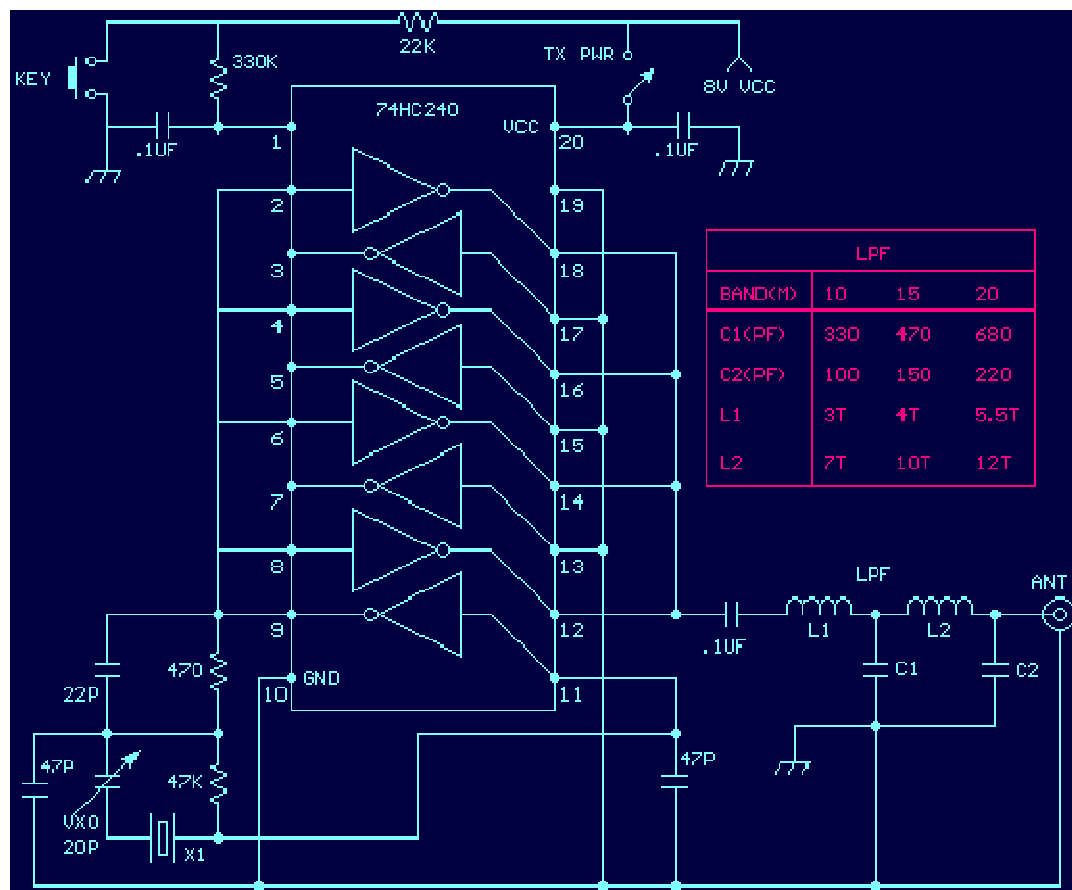 22K
TX PWR
330K
KEY
8V VCC
74HC240
VCC
.1UF
1
20
.1UF
2
19
3
18
4
17
5
16
6
15
7
14
8
13
9
12
10
GND
11
LPF
BAND(M) 10 15 20
C1(PF) 330 470 680
C2(PF) 100 150 220
L1 3T 4T 5.5T
L2 7T 10T 12T
LPF
ANT
L1
L2
.1UF
C1
C2
470
22P
47P
47K
47P
VXO
20P
X1